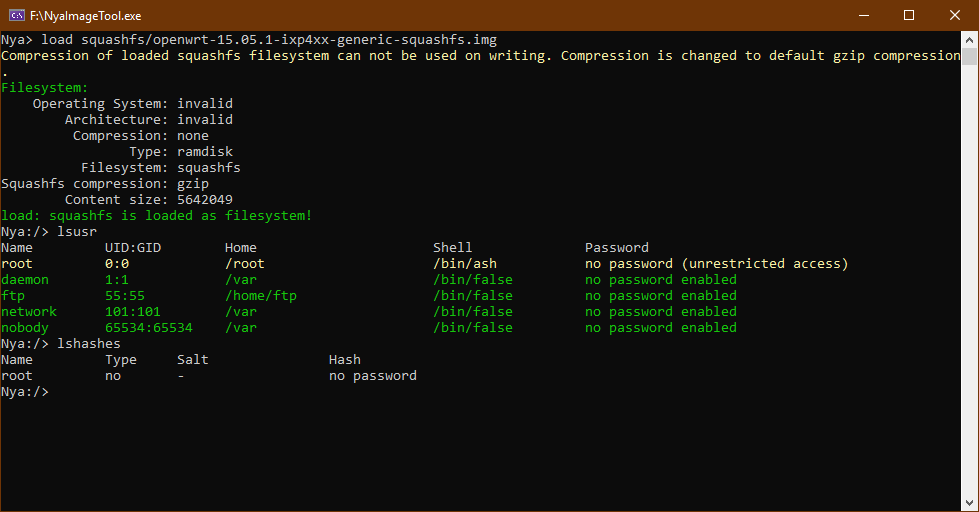 F:\NyaImageTool.exe
Nya> load squashfs/openwrt-15.05.1-ixp4xx-generic-squashfs.img
Compression of loaded squashfs filesystem can not be used on writing. Compression is changed to default gzip compression
.
Filesystem:
Operating System: invalid
Architecture: invalid
Compression: none
Type: ramdisk
Filesystem: squashfs
Squashfs compression: gzip
Content size: 5642049
load: squashfs is loaded as filesystem!
Nya:/> lsusr
Name UID:GID Home Shell Password
root 0:0 /root /bin/ash no password (unrestricted access)
daemon 1:1 /var /bin/false no password enabled
ftp 55:55 /home/ftp /bin/false no password enabled
network 101:101 /var /bin/false no password enabled
nobody 65534:65534 /var /bin/false no password enabled
Nya:/> lshashes
Name Type Salt Hash
root no - no password
Nya:/>